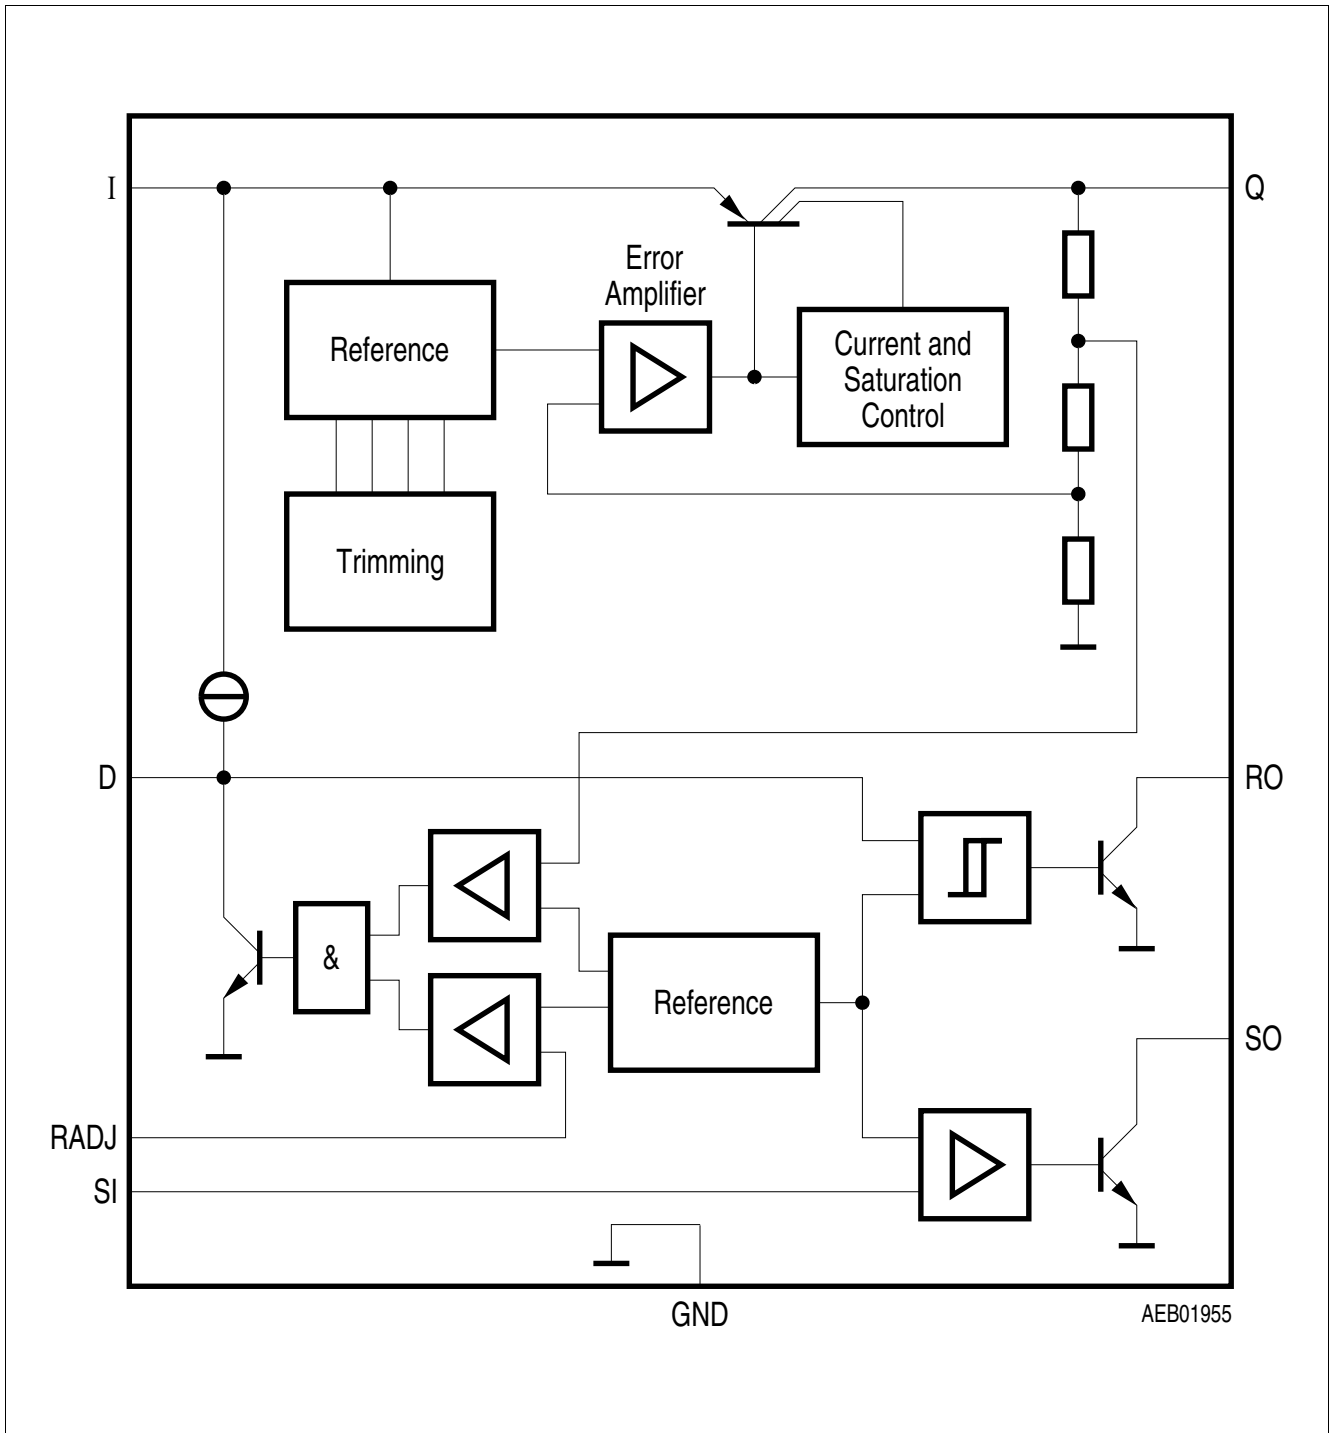 I
Q
Error
Amplifier
Reference
Current and
Saturation
Control
Trimming
D
RO
&
Reference
SO
RADJ
SI
GND
AEB01955